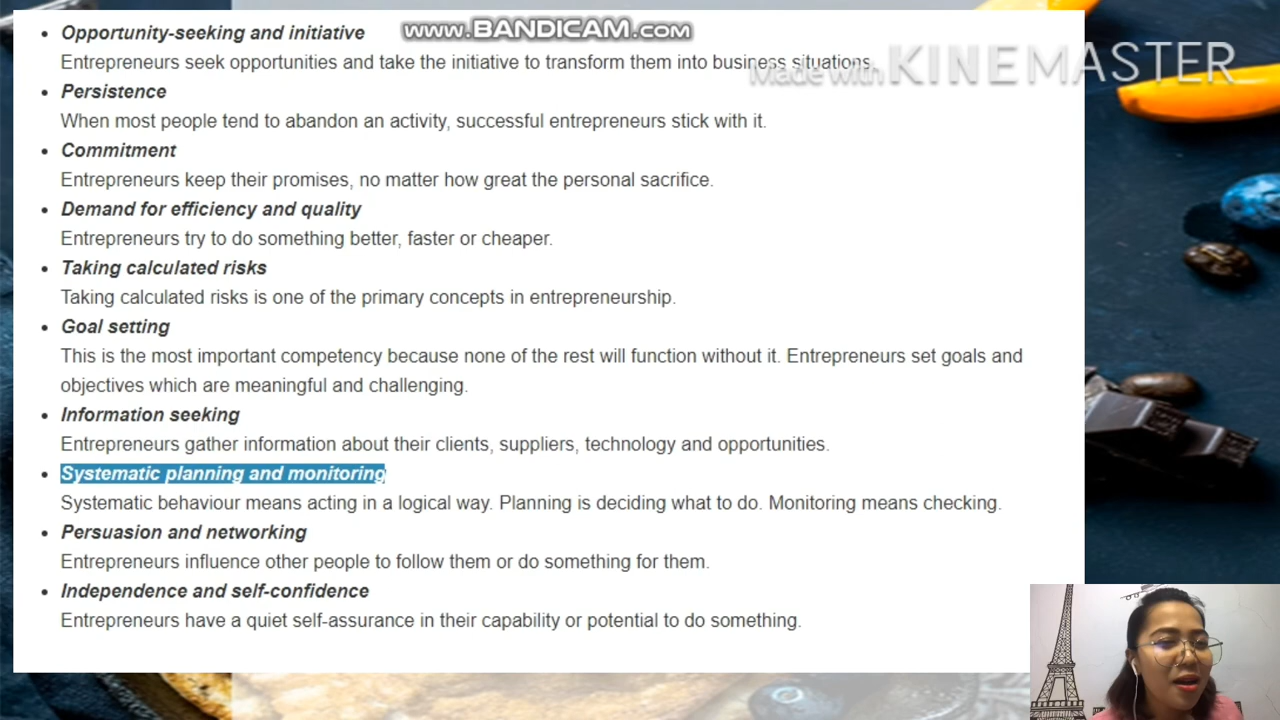 www.BANDICAM.com
Made with KINEMASTER
• Opportunity-seeking and initiative
Entrepreneurs seek opportunities and take the initiative to transform them into business situations.
• Persistence
When most people tend to abandon an activity, successful entrepreneurs stick with it.
• Commitment
Entrepreneurs keep their promises, no matter how great the personal sacrifice.
• Demand for efficiency and quality
Entrepreneurs try to do something better, faster or cheaper.
• Taking calculated risks
Taking calculated risks is one of the primary concepts in entrepreneurship.
• Goal setting
This is the most important competency because none of the rest will function without it. Entrepreneurs set goals and
objectives which are meaningful and challenging.
• Information seeking
Entrepreneurs gather information about their clients, suppliers, technology and opportunities.
• Systematic planning and monitoring
Systematic behaviour means acting in a logical way. Planning is deciding what to do. Monitoring means checking.
• Persuasion and networking
Entrepreneurs influence other people to follow them or do something for them.
• Independence and self-confidence
Entrepreneurs have a quiet self-assurance in their capability or potential to do something.